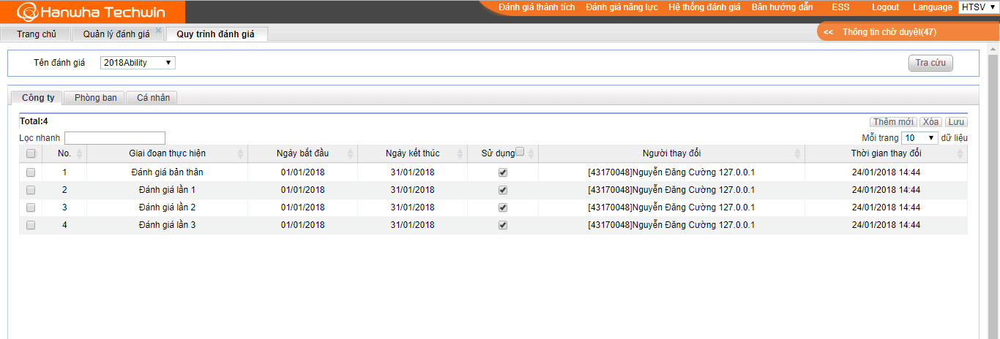 Hanwha Techwin
Đánh giá thành tích Đánh giá năng lực Hệ thống đánh giá Bản hướng dẫn ESS Logout Language HTSV
Trang chủ Quản lý đánh giá Quy trình đánh giá
<< Thông tin chờ duyệt(47)
Tên đánh giá 2018Ability Tra cứu
Công ty Phòng ban Cá nhân
Total:4 Thêm mới Xóa Lưu
Lọc nhanh Mỗi trang 10 dữ liệu
No. Giai đoạn thực hiện Ngày bắt đầu Ngày kết thúc Sử dụng Người thay đổi Thời gian thay đổi
1 Đánh giá bản thân 01/01/2018 31/01/2018 [43170048]Nguyễn Đăng Cường 127.0.0.1 24/01/2018 14:44
2 Đánh giá lần 1 01/01/2018 31/01/2018 [43170048]Nguyễn Đăng Cường 127.0.0.1 24/01/2018 14:44
3 Đánh giá lần 2 01/01/2018 31/01/2018 [43170048]Nguyễn Đăng Cường 127.0.0.1 24/01/2018 14:44
4 Đánh giá lần 3 01/01/2018 31/01/2018 [43170048]Nguyễn Đăng Cường 127.0.0.1 24/01/2018 14:44